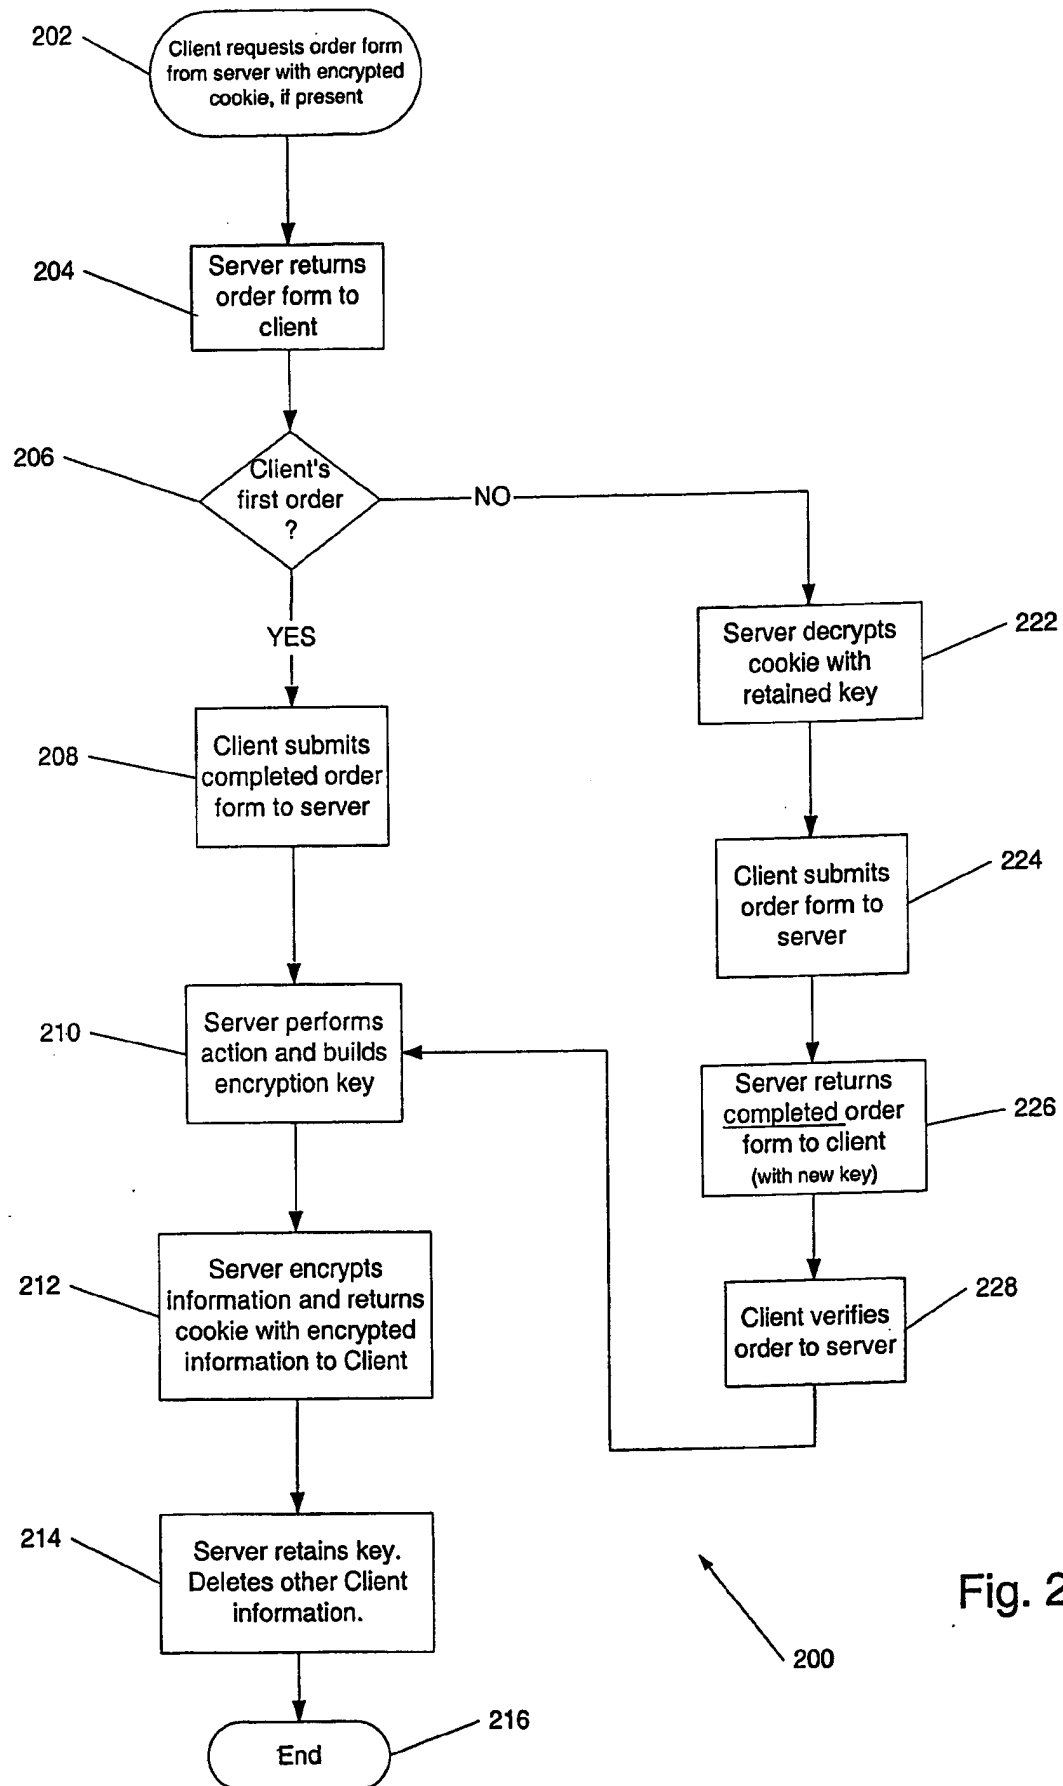 202
Client requests order form
from server with encrypted
cookie, if present
204
Server returns
order form to
client
206
Client's
first order
?
NO
YES
222
Server decrypts
cookie with
retained key
208
Client submits
completed order
form to server
224
Client submits
order form to
server
210
Server performs
action and builds
encryption key
226
Server returns
completed order
form to client
(with new key)
212
Server encrypts
information and returns
cookie with encrypted
information to Client
228
Client verifies
order to server
214
Server retains key.
Deletes other Client
information.
Fig. 2
200
216
End